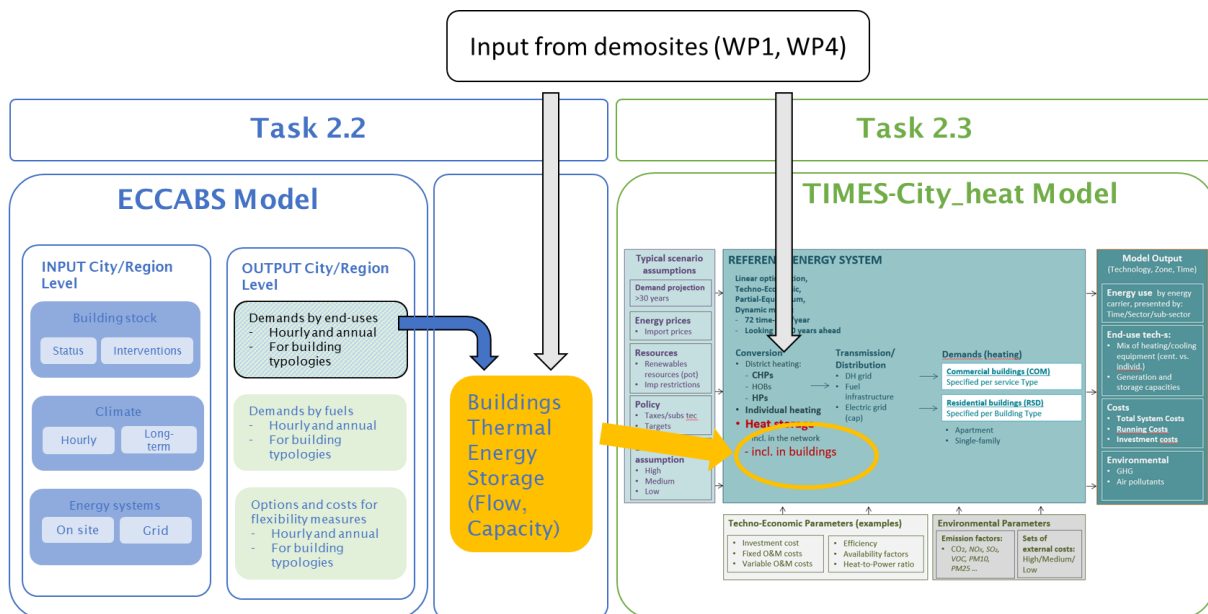 Input from demosites (WP1, WP4)
Task 2.2
Task 2.3
ECCABS Model
INPUT City/Region
Level
Building stock
Status
Interventions
Climate
Hourly
Long-
term
Energy systems
On site
Grid
OUTPUT City/Region
Level
Demands by end-uses
- Hourly and annual
- For building
typologies
Demands by fuels
- Hourly and annual
- For building
typologies
Options and costs for
flexibility measures
- Hourly and annual
- For building
typologies
Buildings
Thermal
Energy
Storage
(Flow,
Capacity)
TIMES-City_heat Model
Typical scenario
assumptions
Demand projection
>30 years
Energy prices
• Import prices
Resources
• Renewables
resources (pot)
• Imp restrictions
Policy
• Taxes/subs tec
• Targets
assumption
• High
• Medium
• Low
REFERENCE ENERGY SYSTEM
Linear
Techno-
Partial-
Dynamic
- 72
- Looking years ahead
Conversion
• District heating:
- CHPs
- HOBs
- HPs
• Individual heating
• Heat storage
incl. in the network
- incl. in buildings
Transmission/
Distribution
• DH grid
• Fuel
infrastructure
• Electric grid
(cap)
Demands (heating)
Commercial buildings (COM)
Specified per service Type
Residential buildings (RSD)
Specified per Building Type
• Apartment
• Single-family
Model Output
(Technology, Zone, Time)
Energy use by energy
carrier, presented by:
Time/Sector/sub-sector
End-use tech-s:
• Mix of heating/cooling
equipment (cent. vs.
individ.)
• Generation and
storage capacities
Costs
• Total System Costs
• Running Costs
• Investment costs
Environmental
• GHG
• Air pollutants
Techno-Economic Parameters (examples)
• Investment cost
• Fixed O&M costs
• Variable O&M costs
• Efficiency
• Availability factors
• Heat-to-Power ratio
Environmental Parameters
Emission factors:
• CO₂, NOₓ, SO₂,
VOC, PM10,
PM25 ...
Sets of
external costs:
High/Medium/
Low